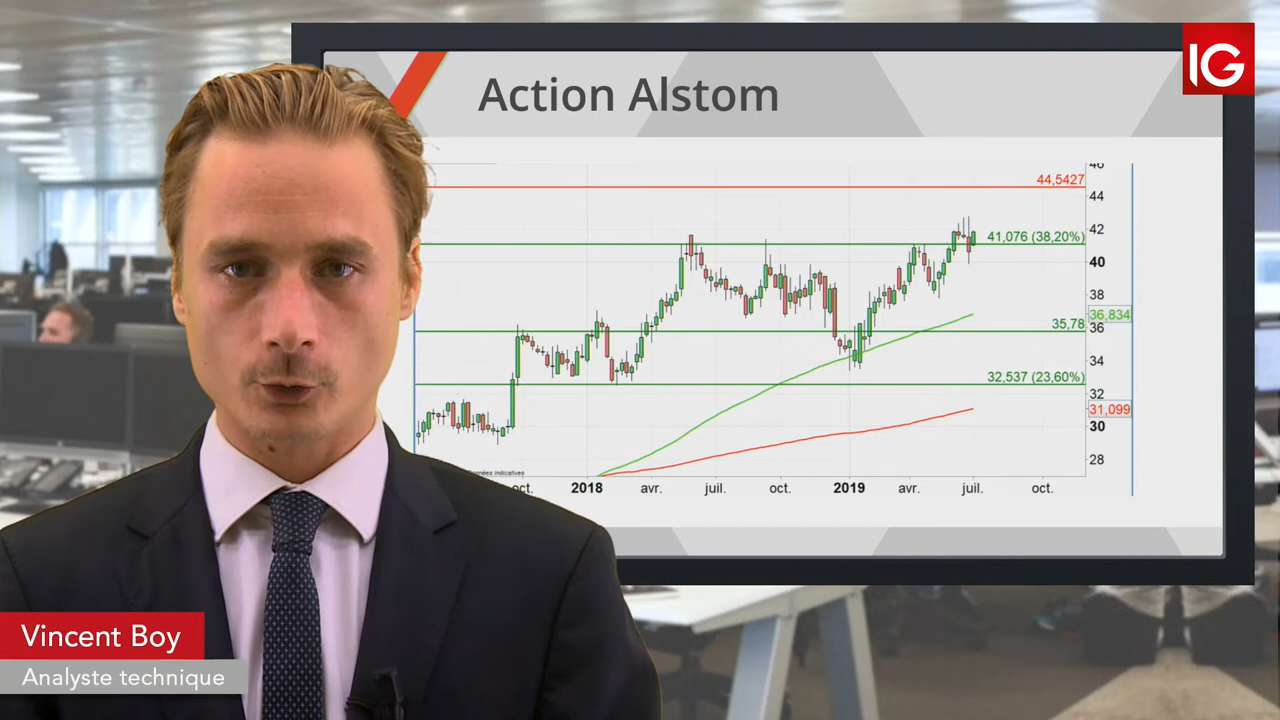 IG
Action Alstom
46
44,5427
44
42
41,076 (38,20%)
40
38
36,834
36
35,78
34
32,537 (23,60%)
32
31,099
30
28
données indicatives
oct.
2018
avr.
juil.
oct.
2019
avr.
juil.
oct.
Vincent Boy
Analyste technique